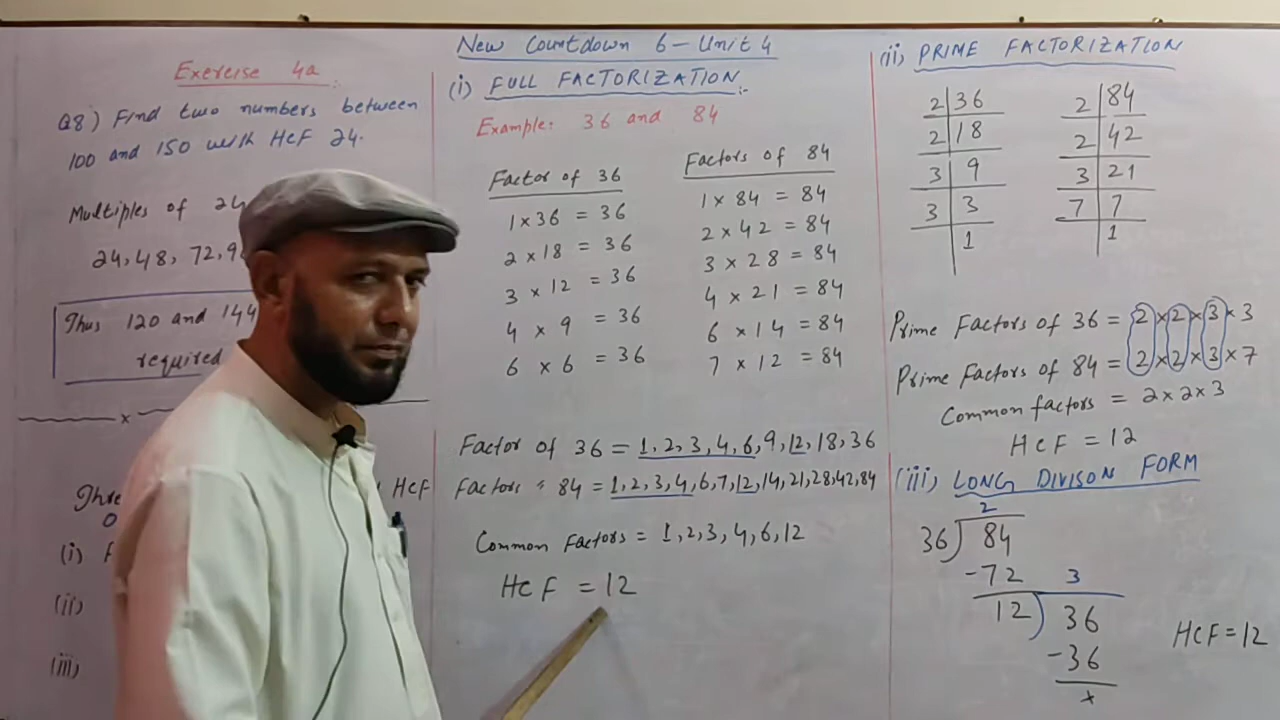 New Countdown 6 - Unit 4
Exercise 4a
Q8) Find two numbers between
100 and 150 with HCF 24.
Multiples of 24
24, 48, 72, 9
Thus 120 and 144
required
x
Thre
HCF
(i) F
(ii)
(iii)
(i) FULL FACTORIZATION :-
Example: 36 and 84
Factor of 36
1 x 36 = 36
2 x 18 = 36
3 x 12 = 36
4 x 9 = 36
6 x 6 = 36
Factors of 84
1 x 84 = 84
2 x 42 = 84
3 x 28 = 84
4 x 21 = 84
6 x 14 = 84
7 x 12 = 84
Factor of 36 = 1, 2, 3, 4, 6, 9, 12, 18, 36
Factors " 84 = 1, 2, 3, 4, 6, 7, 12, 14, 21, 28, 42, 84
Common Factors = 1, 2, 3, 4, 6, 12
HCF = 12
(ii) PRIME FACTORIZATION
2 | 36
2 | 18
3 | 9
3 | 3
1
2 | 84
2 | 42
3 | 21
7 | 7
1
Prime Factors of 36 = 2 x 2 x 3 x 3
Prime Factors of 84 = 2 x 2 x 3 x 7
Common factors = 2 x 2 x 3
HCF = 12
(iii) LONG DIVISON FORM
2
36 ) 84
-72 3
12 ) 36
-36
x
HCF = 12